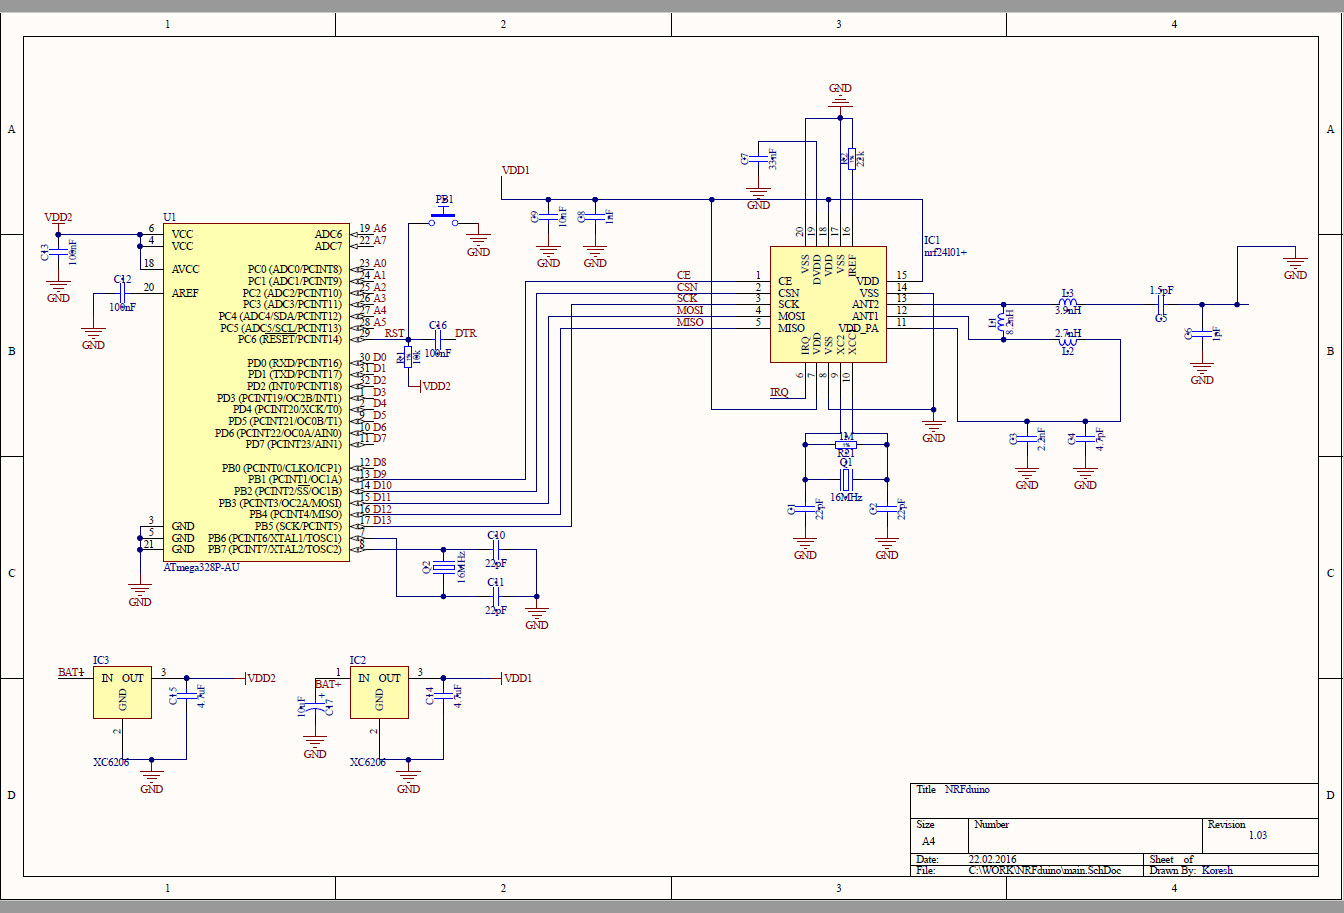 1 2 3 4
A
A
B
B
C
C
D
D
GND
C7
33nF
22k
GND
VDD1
C9
10nF
C8
1nF
GND
GND
20 19 18 17 16
VSS DVDD VDD VSS IREF
IC1
nrf24l01+
CE 1 CE
CSN 2 CSN
SCK 3 SCK
MOSI 4 MOSI
MISO 5 MISO
VDD 15
VSS 14
ANT2 13
ANT1 12
VDD_PA 11
IRQ VDD VSS XC2 XC1
6 7 8 9 10
IRQ
GND
1M
Q1
16MHz
C1
22pF
C2
22pF
GND
GND
L1
8.2nH
L3
3.9nH
2.7nH
L2
1.5pF
C5
C6
1pF
GND
GND
C3
2.2nF
C4
4.7pF
GND
GND
VDD2
C13
100nF
GND
C12
100nF
GND
U1
6 VCC
4 VCC
18 AVCC
20 AREF
3 GND
5 GND
21 GND
GND
ADC6 19 A6
ADC7 22 A7
PC0 (ADC0/PCINT8) 23 A0
PC1 (ADC1/PCINT9) 24 A1
PC2 (ADC2/PCINT10) 25 A2
PC3 (ADC3/PCINT11) 26 A3
PC4 (ADC4/SDA/PCINT12) 27 A4
PC5 (ADC5/SCL/PCINT13) 28 A5
PC6 (RESET/PCINT14) 29 RST
PD0 (RXD/PCINT16) 30 D0
PD1 (TXD/PCINT17) 31 D1
PD2 (INT0/PCINT18) 32 D2
PD3 (PCINT19/OC2B/INT1) 1 D3
PD4 (PCINT20/XCK/T0) 2 D4
PD5 (PCINT21/OC0B/T1) 9 D5
PD6 (PCINT22/OC0A/AIN0) 10 D6
PD7 (PCINT23/AIN1) 11 D7
PB0 (PCINT0/CLKO/ICP1) 12 D8
PB1 (PCINT1/OC1A) 13 D9
PB2 (PCINT2/SS/OC1B) 14 D10
PB3 (PCINT3/OC2A/MOSI) 15 D11
PB4 (PCINT4/MISO) 16 D12
PB5 (SCK/PCINT5) 17 D13
PB6 (PCINT6/XTAL1/TOSC1) 7
PB7 (PCINT7/XTAL2/TOSC2) 8
ATmega328P-AU
PB1
GND
C16
100nF
DTR
R1
10k
VDD2
Q2
16MHz
C10
22pF
C11
22pF
GND
IC3
BAT+
IN OUT
GND
3
2
C15
4.7uF
VDD2
XC6206
GND
IC2
1
BAT+
10uF
C17
GND
IN OUT
GND
3
2
C14
4.7uF
VDD1
XC6206
GND
Title NRFduino
Size
A4
Number
Revision
1.03
Date: 22.02.2016
Sheet of
File: C:\WORK\NRFduino\main.SchDoc
Drawn By: Koresh
1 2 3 4